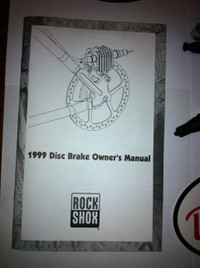 1999 Disc Brake Owner's Manual
ROCK
SHOX